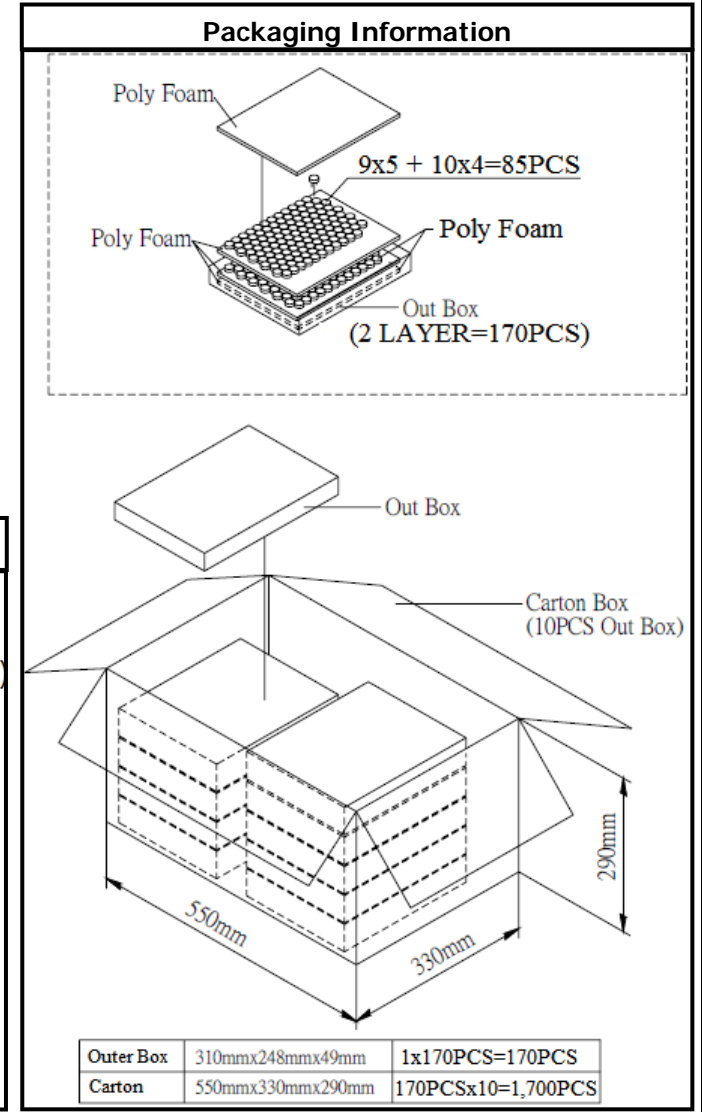 Packaging Information
Poly Foam
9x5 + 10x4=85PCS
Poly Foam
Poly Foam
Out Box
(2 LAYER=170PCS)
Out Box
Carton Box
(10PCS Out Box)
)
290mm
550mm
330mm
Outer Box 310mmx248mmx49mm 1x170PCS=170PCS
Carton 550mmx330mmx290mm 170PCSx10=1,700PCS